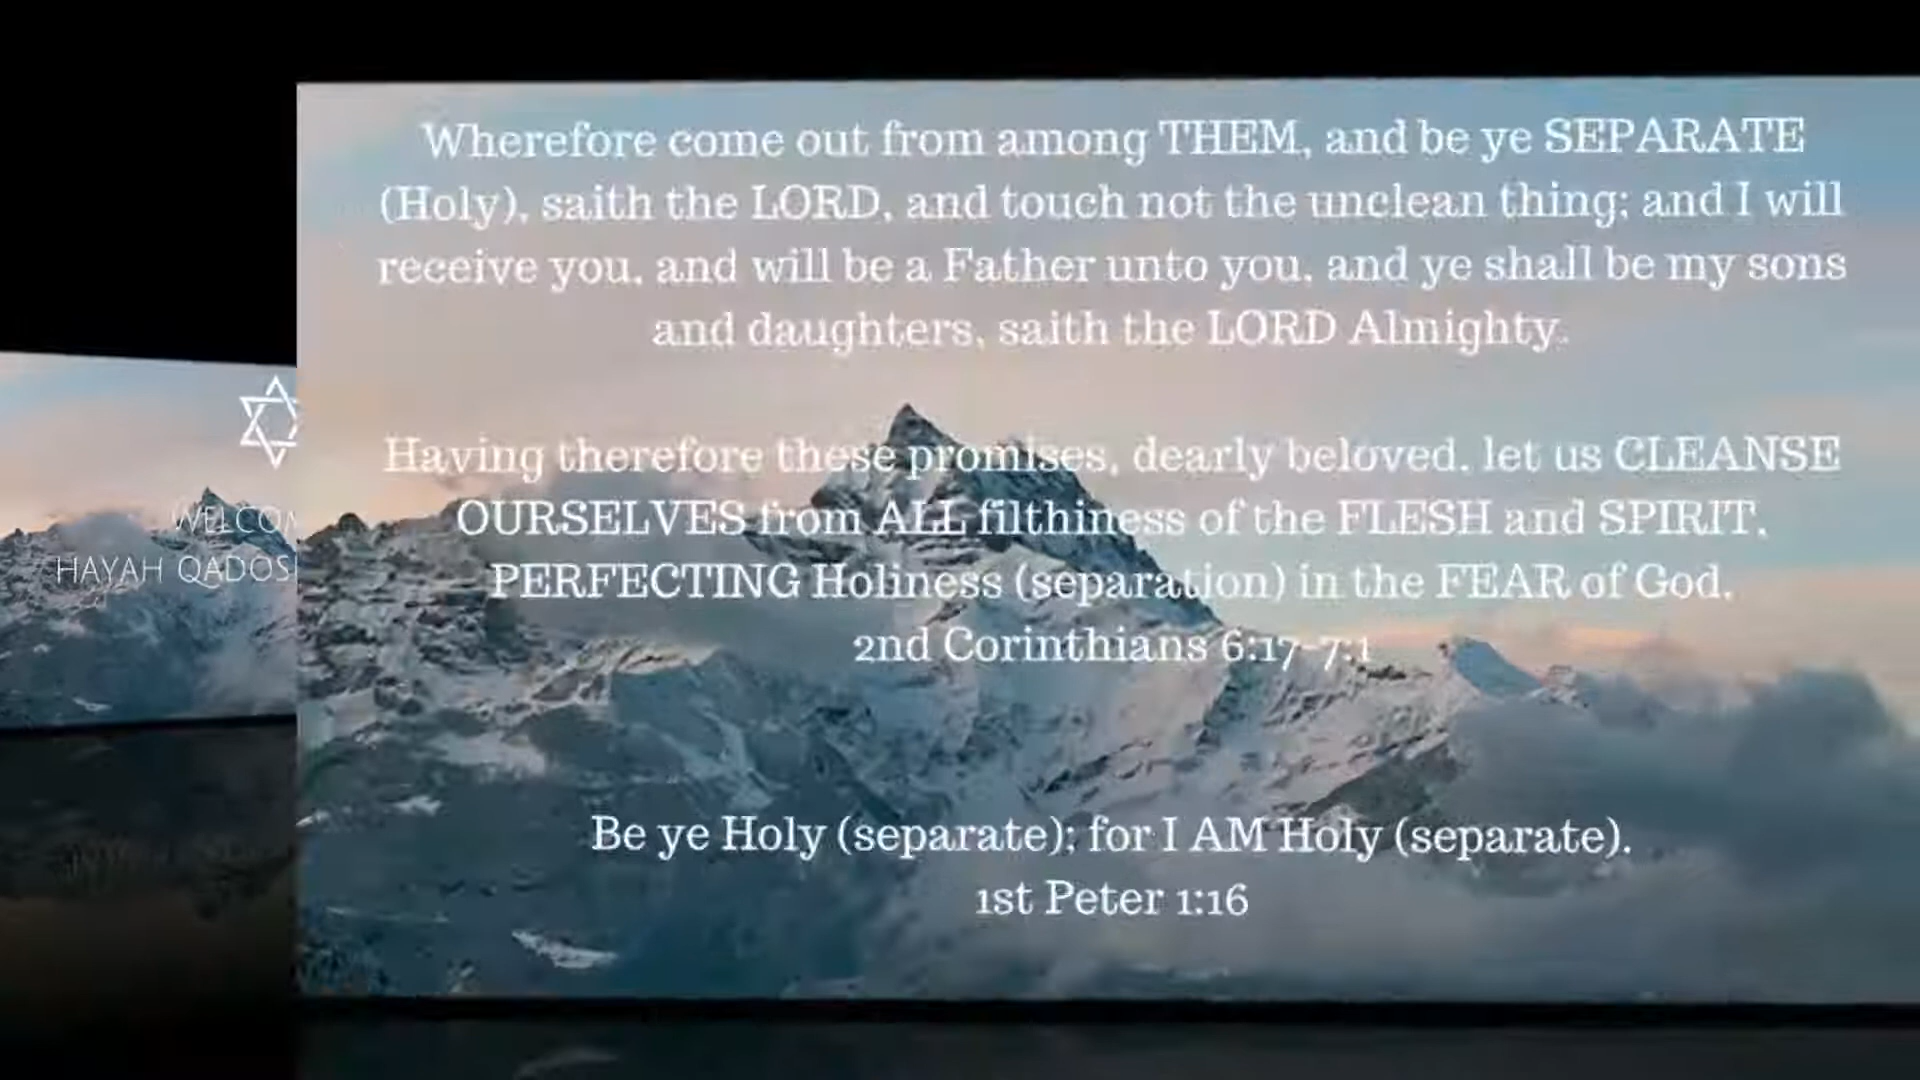 Wherefore come out from among THEM, and be ye SEPARATE
(Holy), saith the LORD, and touch not the unclean thing; and I will
receive you, and will be a Father unto you, and ye shall be my sons
and daughters, saith the LORD Almighty.
Having therefore these promises, dearly beloved, let us CLEANSE
OURSELVES from ALL filthiness of the FLESH and SPIRIT,
PERFECTING Holiness (separation) in the FEAR of God.
2nd Corinthians 6:17-7:1
Be ye Holy (separate); for I AM Holy (separate).
1st Peter 1:16
HAYAH